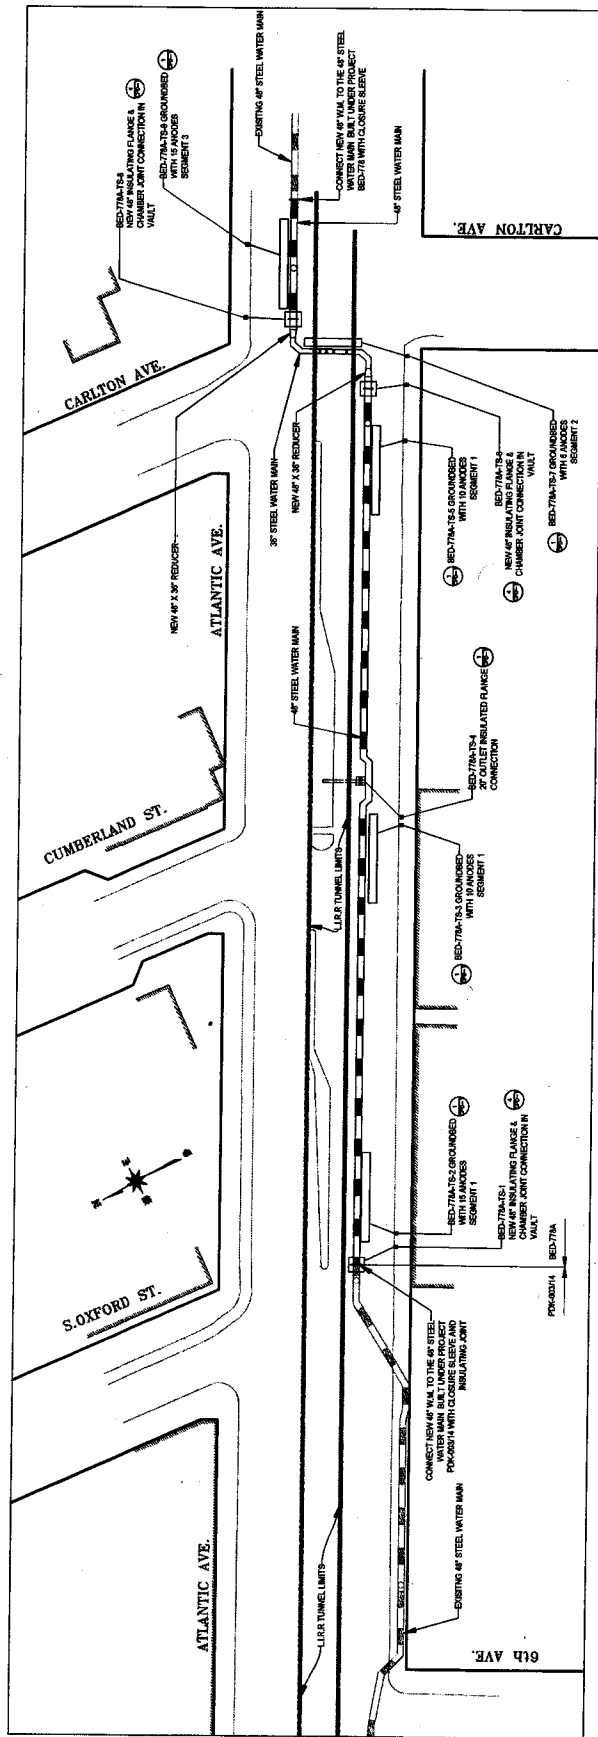 BED-778A-TS-8
NEW 48" INSULATING FLANGE &
CHAMBER JOINT CONNECTION IN
VAULT
BED-778A-TS-9 GROUNDBED
WITH 15 ANODES
SEGMENT 3
EXISITNG 48" STEEL WATER MAIN
CONNECT NEW 48" W.M. TO THE 48" STEEL
WATER MAIN BUILT UNDER PROJECT
BED-778 WITH CLOSURE SLEEVE
48" STEEL WATER MAIN
CARLTON AVE.
CARLTON AVE.
NEW 48" X 36" REDUCER
36" STEEL WATER MAIN
NEW 48" X 36" REDUCER
ATLANTIC AVE.
48" STEEL WATER MAIN
BED-778A-TS-5 GROUNDBED
WITH 10 ANODES
SEGMENT 1
BED-778A-TS-6
NEW 48" INSULATING FLANGE &
CHAMBER JOINT CONNECTION IN
VAULT
BED-778A-TS-7 GROUNDBED
WITH 5 ANODES
SEGMENT 2
BED-778A-TS-4
20" OUTLET INSULATED FLANGE
CONNECTION
CUMBERLAND ST.
L.I.R.R TUNNEL LIMITS
BED-778A-TS-3 GROUNDBED
WITH 10 ANODES
SEGMENT 1
BED-778A-TS-2 GROUNDBED
WITH 15 ANODES
SEGMENT 1
BED-778A-TS-1
NEW 48" INSULATING FLANGE &
CHAMBER JOINT CONNECTION IN
VAULT
S.OXFORD ST.
PDK-003/14
BED-778A
CONNECT NEW 48" W.M. TO THE 48" STEEL
WATER MAIN BUILT UNDER PROJECT
PDK-003/14 WITH CLOSURE SLEEVE AND
INSULATING JOINT
ATLANTIC AVE.
L.I.R.R TUNNEL LIMITS
EXISITNG 48" STEEL WATER MAIN
6th AVE.